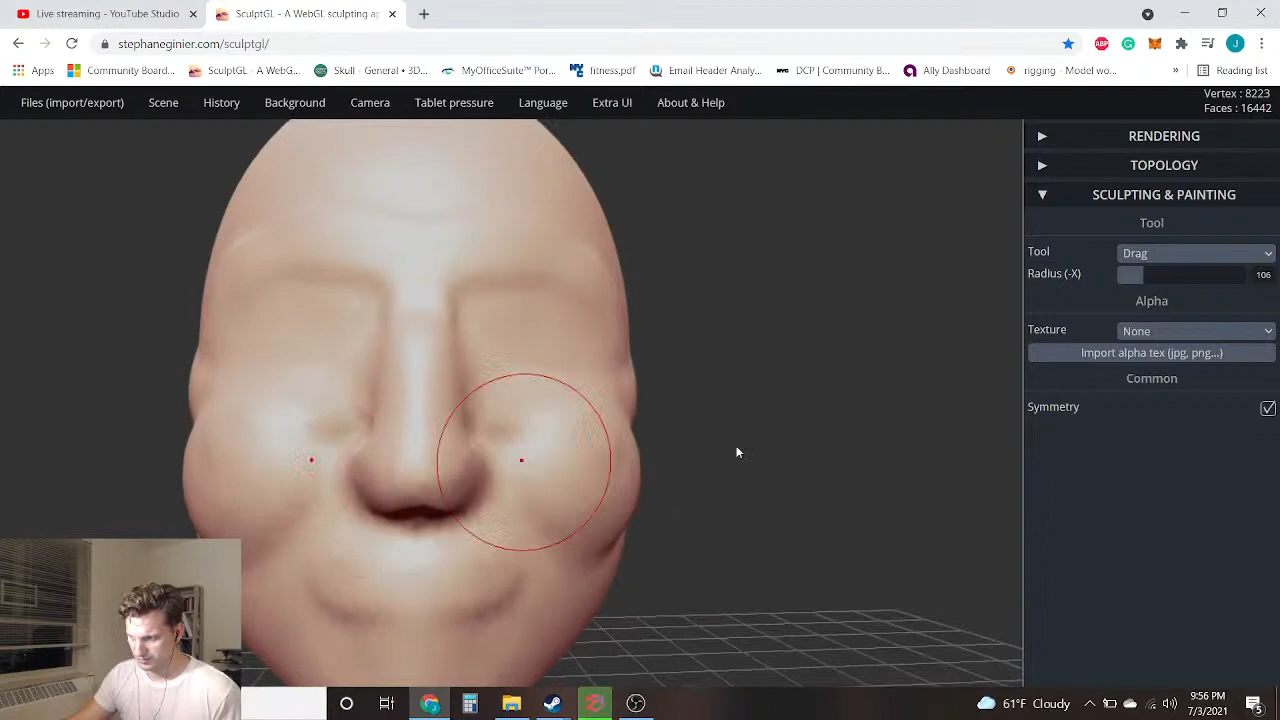 Live streaming - YouTube Studio
SculptGL - A WebGL sculpting ap
stephaneginier.com/sculptgl/
ABP
J
Apps
Community Board...
SculptGL - A WebG...
Skull - General • 3D...
MyOfficeSuite™ Por...
fitness.pdf
Email Header Analy...
DCP | Community B...
Ally Dashboard
rigging - Model wo...
»
Reading list
Files (import/export)
Scene
History
Background
Camera
Tablet pressure
Language
Extra UI
About & Help
Vertex : 8223
Faces : 16442
RENDERING
TOPOLOGY
SCULPTING & PAINTING
Tool
Tool
Drag
Radius (-X)
106
Alpha
Texture
None
Import alpha tex (jpg, png...)
Common
Symmetry
61°F Cloudy
9:56 PM
7/3/2021
5